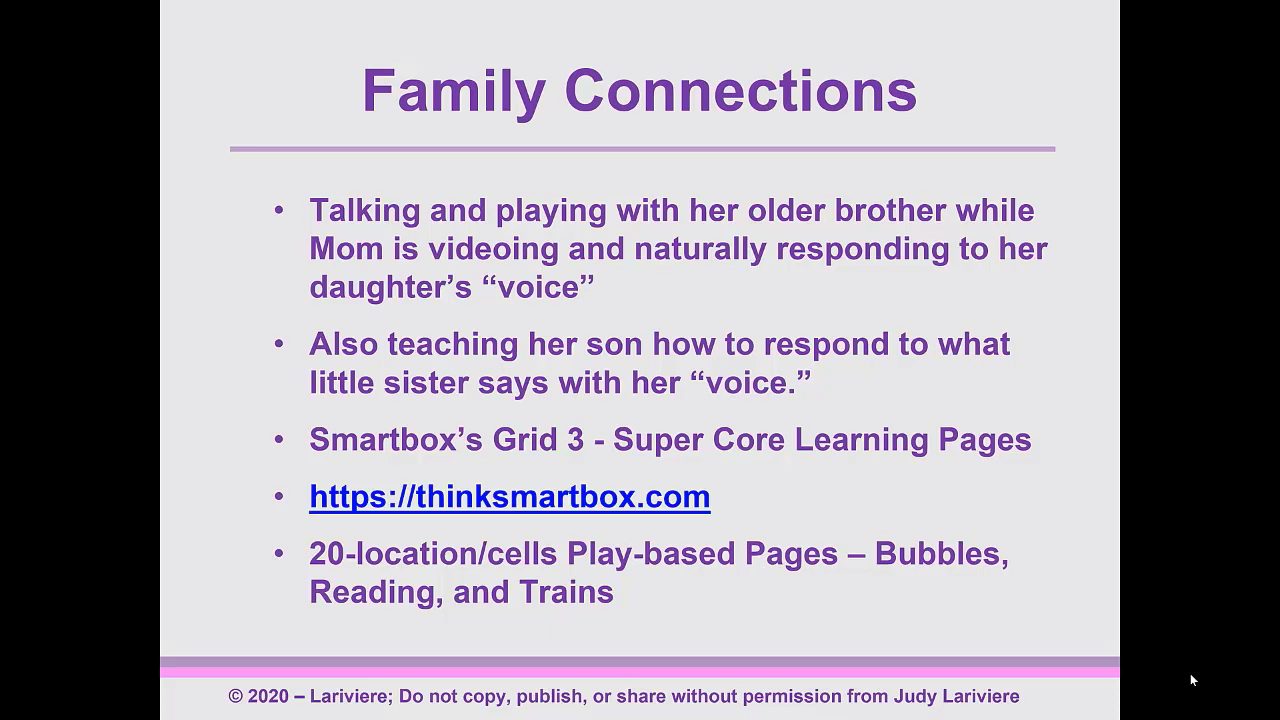 Family Connections
• Talking and playing with her older brother while
Mom is videoing and naturally responding to her
daughter’s “voice”
• Also teaching her son how to respond to what
little sister says with her “voice.”
• Smartbox’s Grid 3 - Super Core Learning Pages
• https://thinksmartbox.com
• 20-location/cells Play-based Pages – Bubbles,
Reading, and Trains
© 2020 – Lariviere; Do not copy, publish, or share without permission from Judy Lariviere